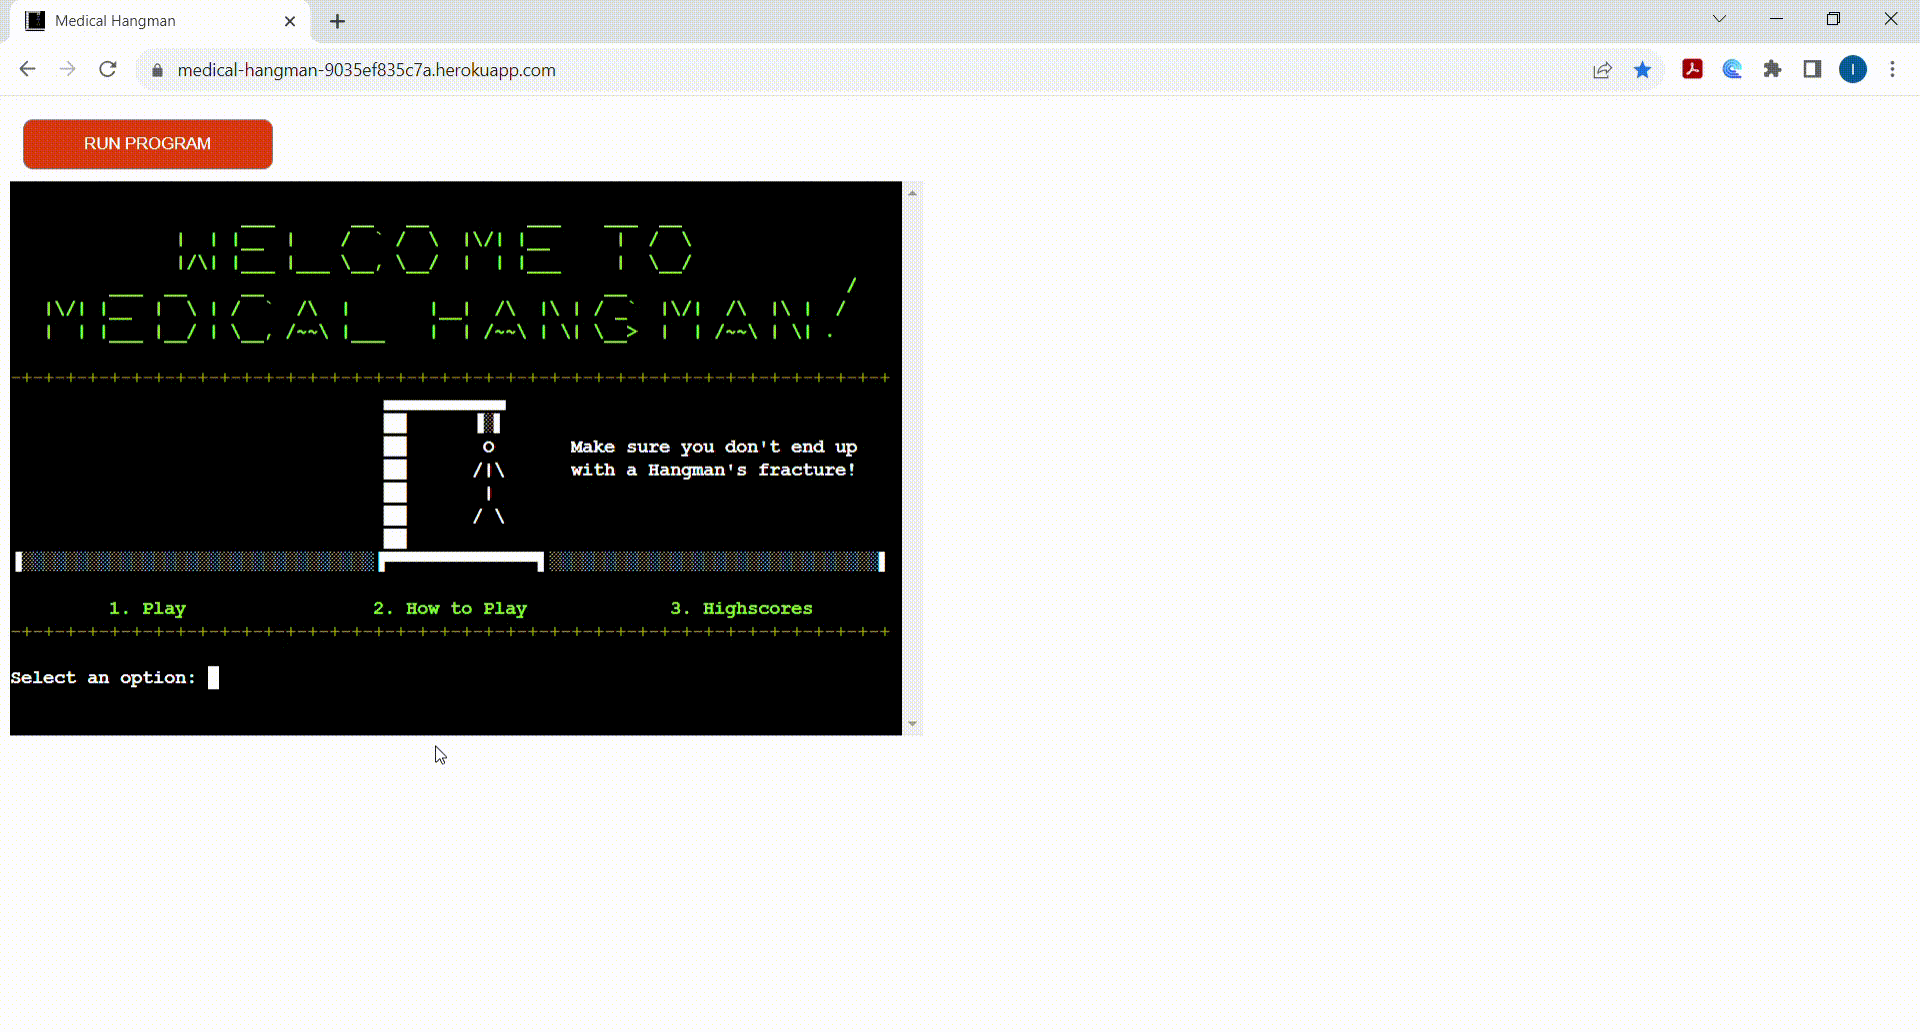 Medical Hangman
medical-hangman-9035ef835c7a.herokuapp.com
I
RUN PROGRAM
WELCOME TO
MEDICAL HANGMAN!
Make sure you don't end up
with a Hangman's fracture!
1. Play 2. How to Play 3. Highscores
Select an option: